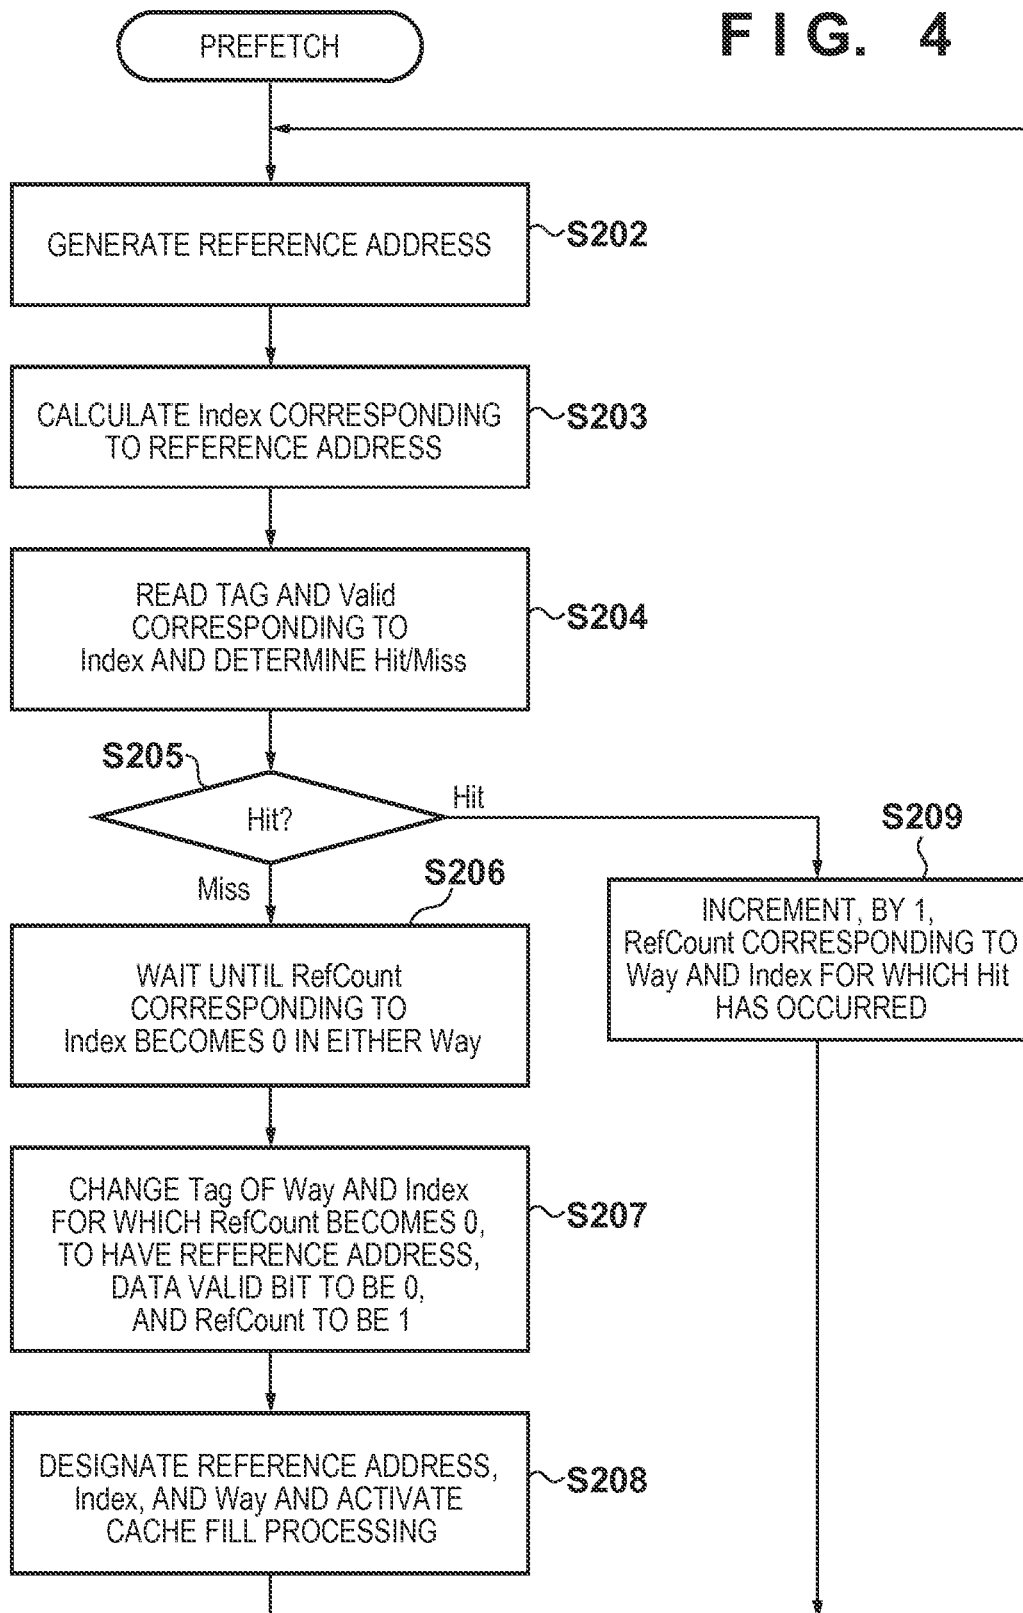 FIG. 4
PREFETCH
GENERATE REFERENCE ADDRESS
S202
CALCULATE Index CORRESPONDING
TO REFERENCE ADDRESS
S203
READ TAG AND Valid
CORRESPONDING TO
Index AND DETERMINE Hit/Miss
S204
S205
Hit?
Hit
Miss
S206
WAIT UNTIL RefCount
CORRESPONDING TO
Index BECOMES 0 IN EITHER Way
S209
INCREMENT, BY 1,
RefCount CORRESPONDING TO
Way AND Index FOR WHICH Hit
HAS OCCURRED
CHANGE Tag OF Way AND Index
FOR WHICH RefCount BECOMES 0,
TO HAVE REFERENCE ADDRESS,
DATA VALID BIT TO BE 0,
AND RefCount TO BE 1
S207
DESIGNATE REFERENCE ADDRESS,
Index, AND Way AND ACTIVATE
CACHE FILL PROCESSING
S208